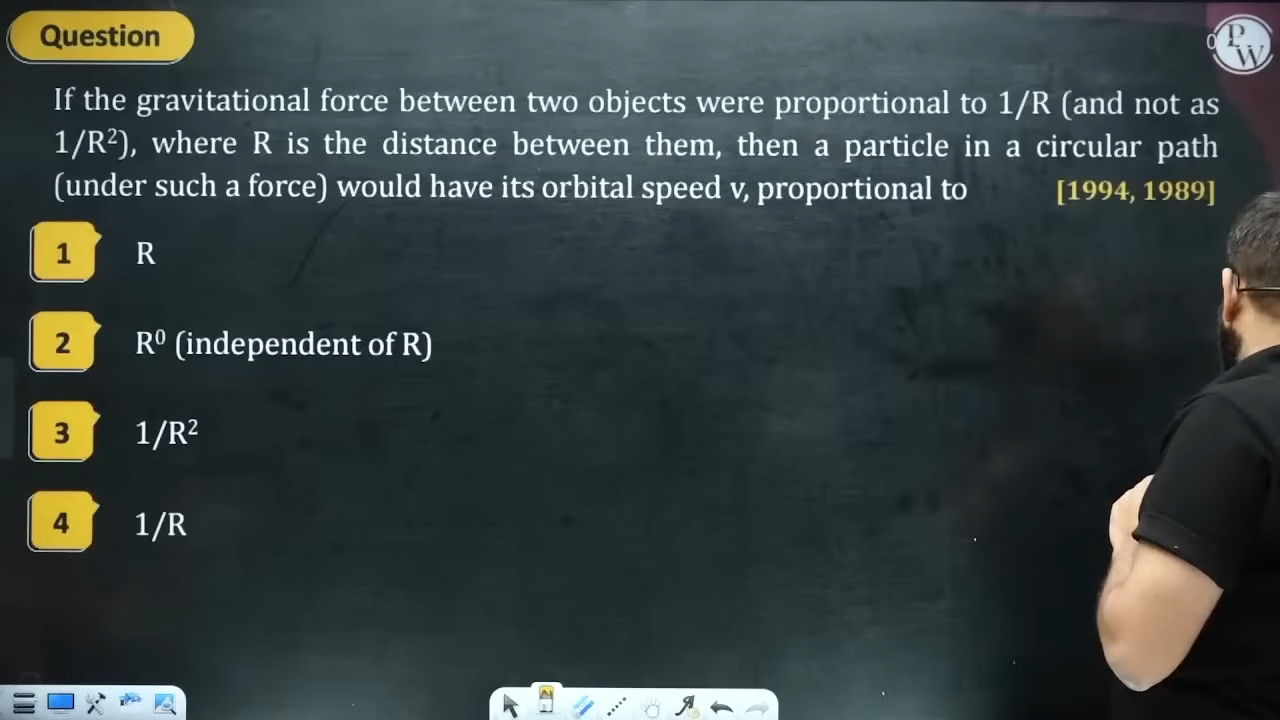 Question
If the gravitational force between two objects were proportional to 1/R (and not as
1/R²), where R is the distance between them, then a particle in a circular path
(under such a force) would have its orbital speed v, proportional to [1994, 1989]
1 R
2 R⁰ (independent of R)
3 1/R²
4 1/R
PW